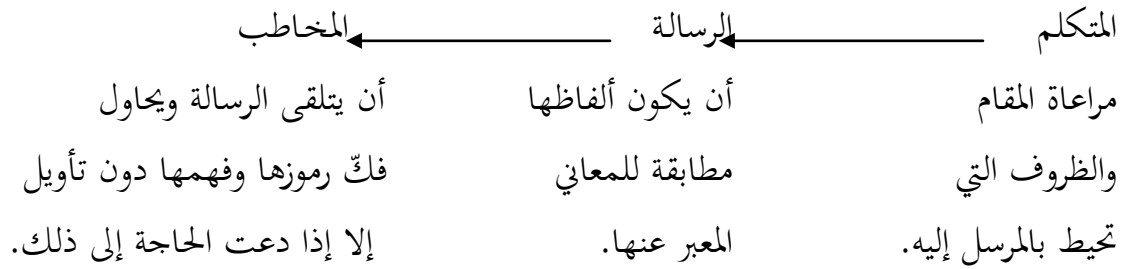 المتكلم الرسالة المخاطب
مراعاة المقام أن يكون ألفاظها أن يتلقى الرسالة ويحاول
والظروف التي مطابقة للمعاني فكّ رموزها وفهمها دون تأويل
تحيط بالمرسل إليه. المعبر عنها. إلا إذا دعت الحاجة إلى ذلك.